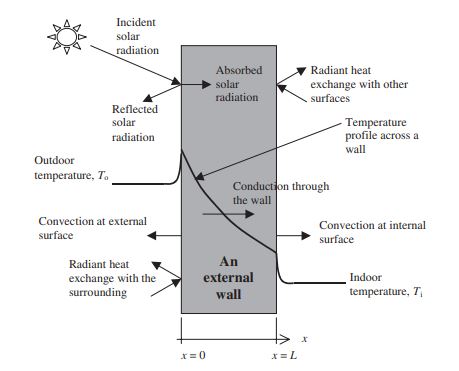 Incident
solar
radiation
Absorbed
solar
radiation
Radiant heat
exchange with other
surfaces
Reflected
solar
radiation
Temperature
profile across a
wall
Outdoor
temperature, Tₒ
Conduction through
the wall
Convection at external
surface
Convection at internal
surface
Radiant heat
exchange with the
surrounding
An
external
wall
Indoor
temperature, Tᵢ
x
x = 0
x = L